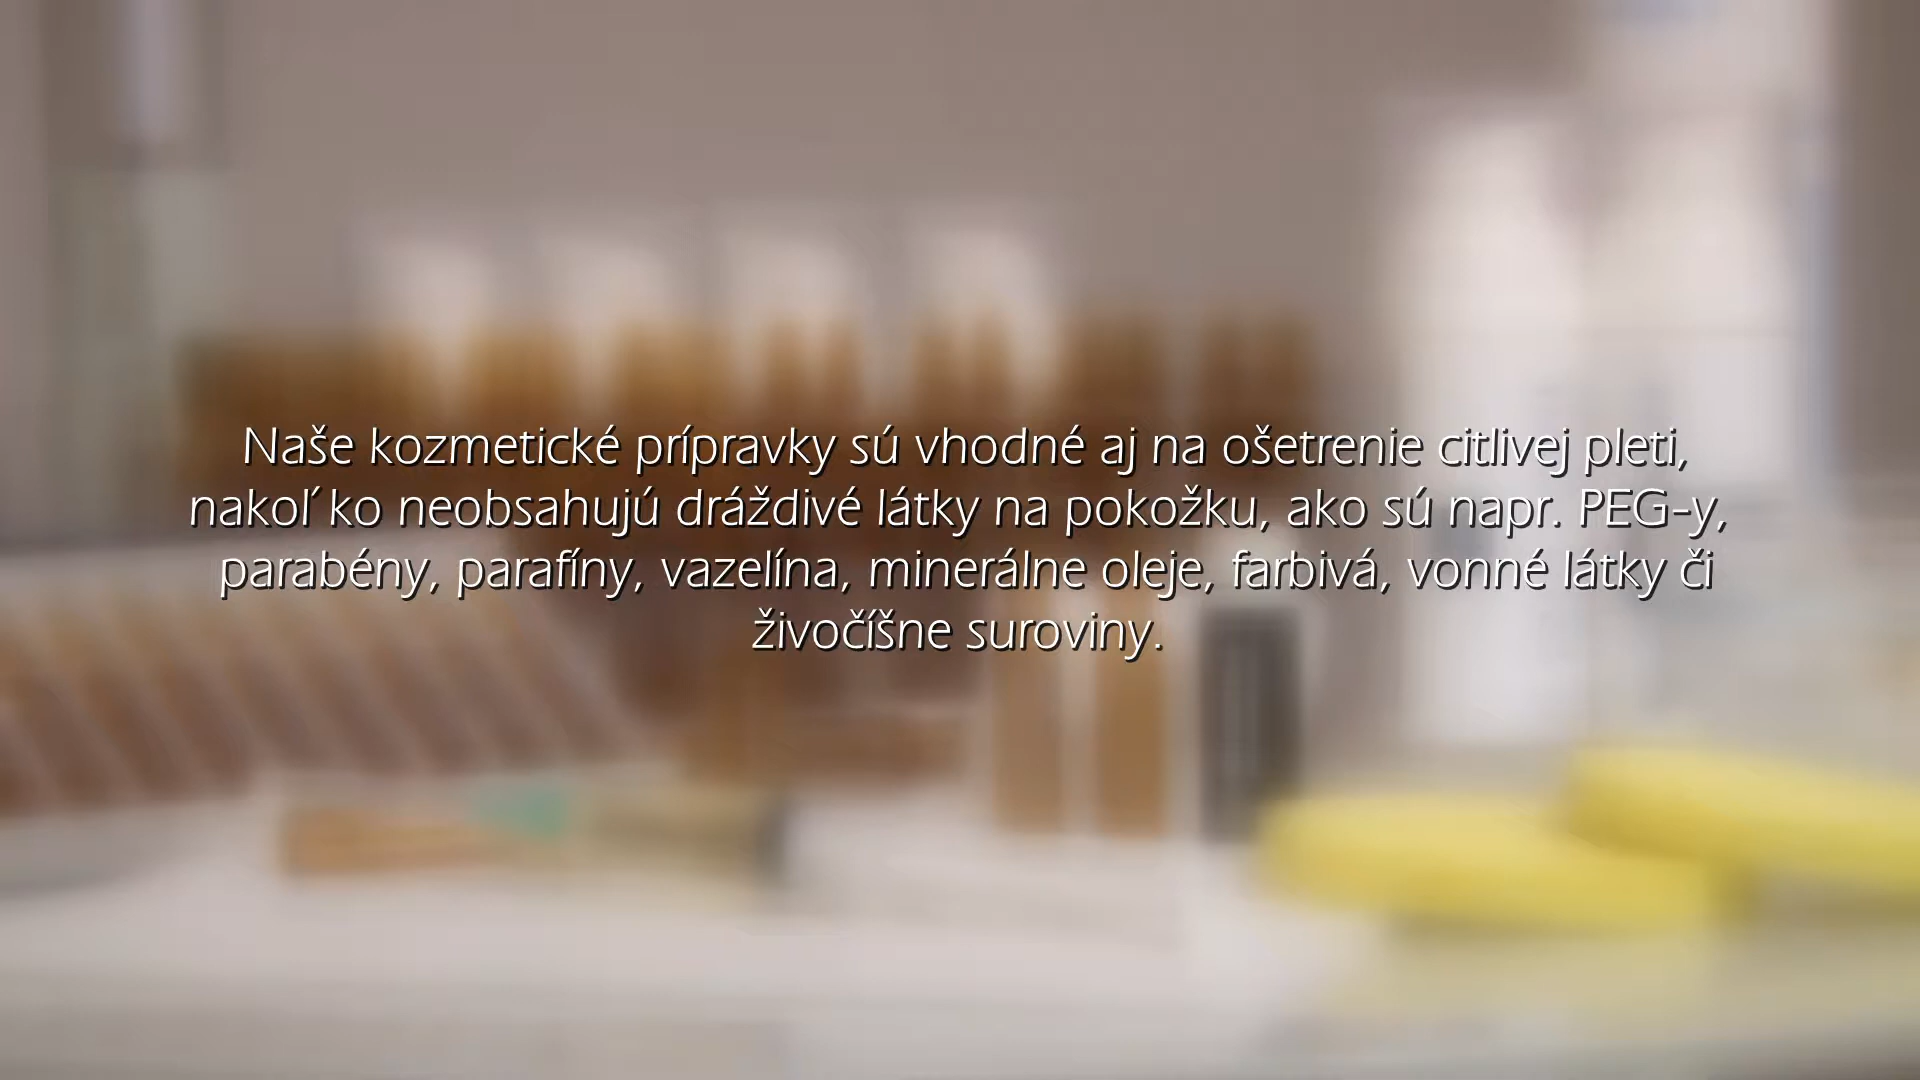 Naše kozmetické prípravky sú vhodné aj na ošetrenie citlivej pleti,
nakoľko neobsahujú dráždivé látky na pokožku, ako sú napr. PEG-y,
parabény, parafíny, vazelína, minerálne oleje, farbivá, vonné látky či
živočíšne suroviny.